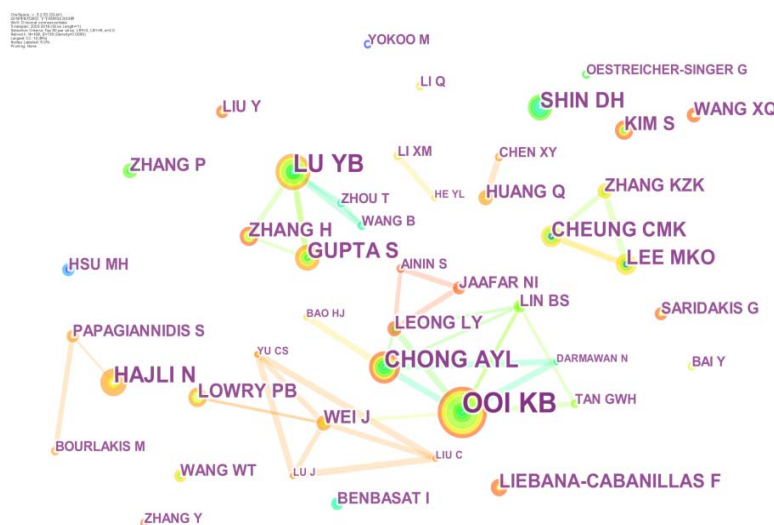 YOKOO M
LI Q
OESTREICHER-SINGER G
SHIN DH
LIU Y
KIM S
WANG XQ
ZHANG P
LU YB
LI XM
CHEN XY
ZHOU T
HE YL
HUANG Q
ZHANG KZK
WANG B
ZHANG H
CHEUNG CMK
GUPTA S
HSU MH
AININ S
LEE MKO
JAAFAR NI
LIN BS
SARIDAKIS G
BAO HJ
LEONG LY
PAPAGIANNIDIS S
YU CS
CHONG AYL
DARMAWAN N
BAI Y
HAJLI N
LOWRY PB
OOI KB
TAN GWH
WEI J
BOURLAKIS M
LIU C
WANG WT
LU J
LIEBANA-CABANILLAS F
BENBASAT I
ZHANG Y